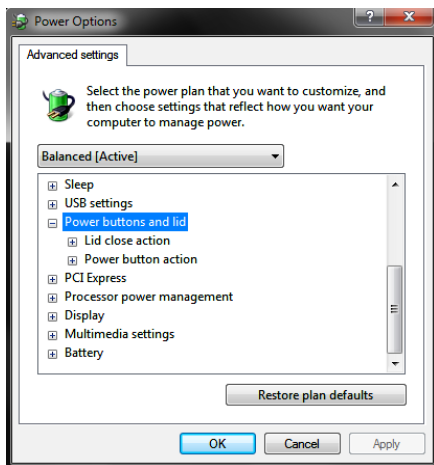 Power Options
?
X
Advanced settings
Select the power plan that you want to customize, and
then choose settings that reflect how you want your
computer to manage power.
Balanced [Active]
Sleep
USB settings
Power buttons and lid
Lid close action
Power button action
PCI Express
Processor power management
Display
Multimedia settings
Battery
Restore plan defaults
OK
Cancel
Apply